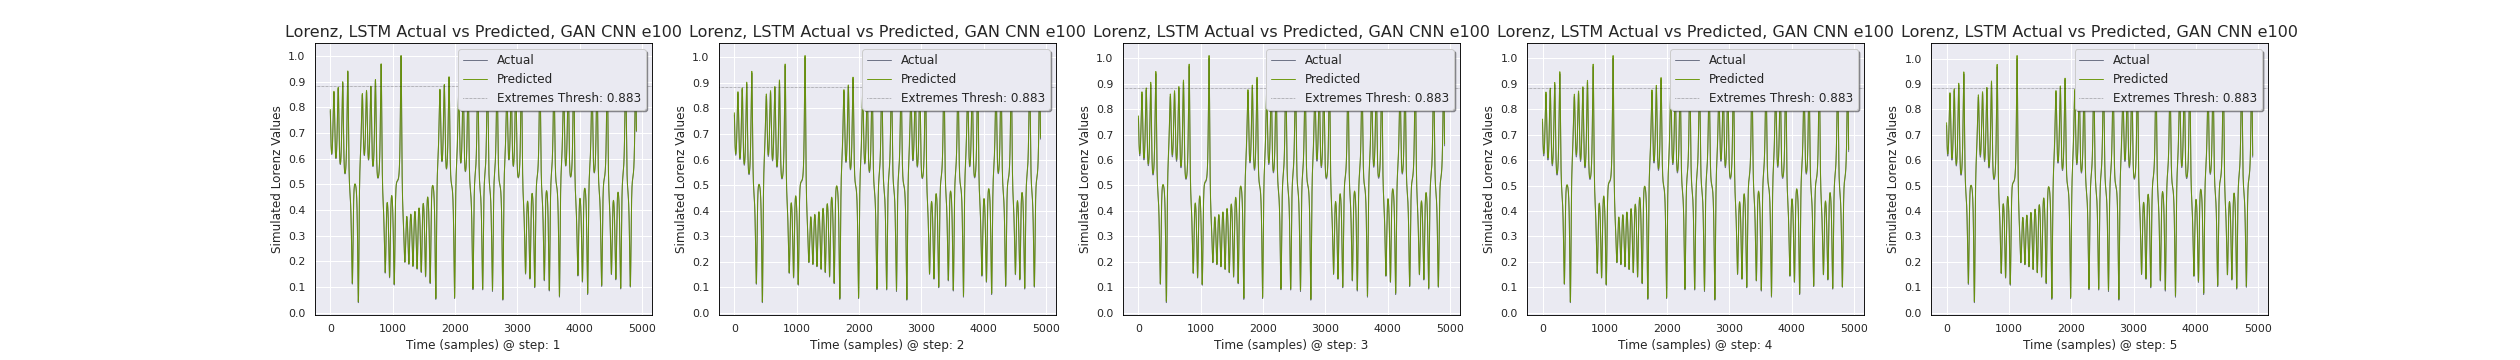 Lorenz, LSTM Actual vs Predicted, GAN CNN e100
Actual
Predicted
Extremes Thresh: 0.883
Simulated Lorenz Values
1.0
0.9
0.8
0.7
0.6
0.5
0.4
0.3
0.2
0.1
0.0
0 1000 2000 3000 4000 5000
Time (samples) @ step: 1
Lorenz, LSTM Actual vs Predicted, GAN CNN e100
Actual
Predicted
Extremes Thresh: 0.883
Simulated Lorenz Values
1.0
0.9
0.8
0.7
0.6
0.5
0.4
0.3
0.2
0.1
0.0
0 1000 2000 3000 4000 5000
Time (samples) @ step: 2
Lorenz, LSTM Actual vs Predicted, GAN CNN e100
Actual
Predicted
Extremes Thresh: 0.883
Simulated Lorenz Values
1.0
0.9
0.8
0.7
0.6
0.5
0.4
0.3
0.2
0.1
0.0
0 1000 2000 3000 4000 5000
Time (samples) @ step: 3
Lorenz, LSTM Actual vs Predicted, GAN CNN e100
Actual
Predicted
Extremes Thresh: 0.883
Simulated Lorenz Values
1.0
0.9
0.8
0.7
0.6
0.5
0.4
0.3
0.2
0.1
0.0
0 1000 2000 3000 4000 5000
Time (samples) @ step: 4
Lorenz, LSTM Actual vs Predicted, GAN CNN e100
Actual
Predicted
Extremes Thresh: 0.883
Simulated Lorenz Values
1.0
0.9
0.8
0.7
0.6
0.5
0.4
0.3
0.2
0.1
0.0
0 1000 2000 3000 4000 5000
Time (samples) @ step: 5